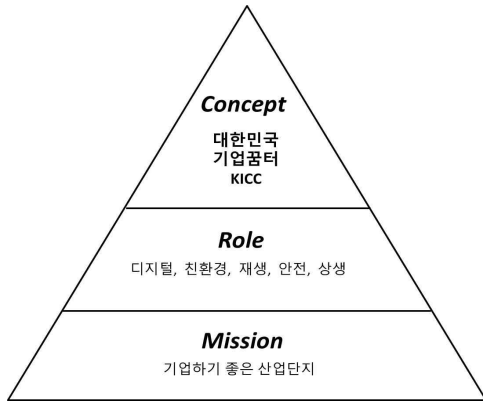 Concept
대한민국
기업꿈터
KICC
Role
디지털, 친환경, 재생, 안전, 상생
Mission
기업하기 좋은 산업단지